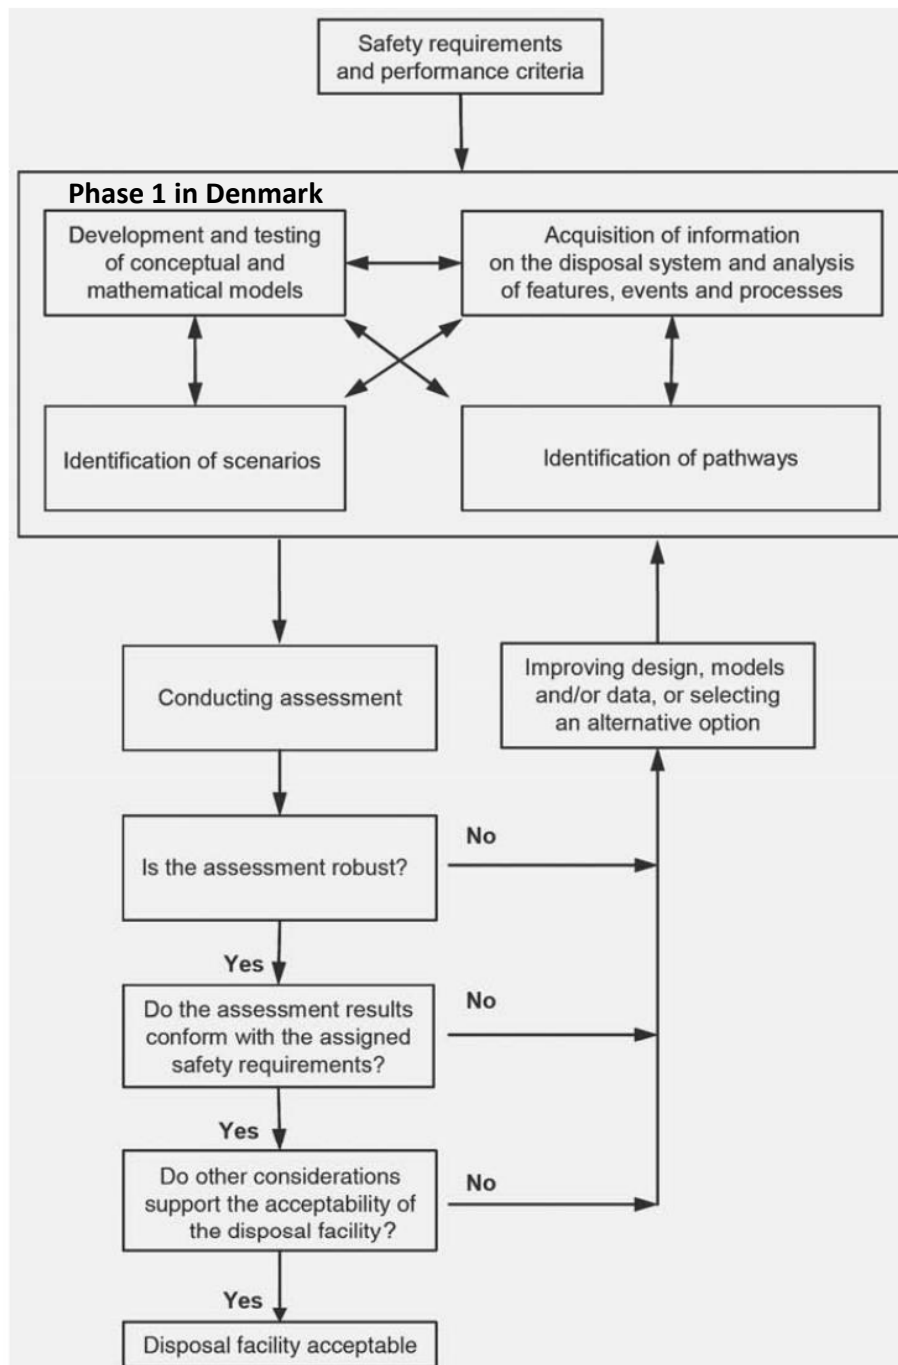 Safety requirements
and performance criteria
Phase 1 in Denmark
Development and testing
of conceptual and
mathematical models
Acquisition of information
on the disposal system and analysis
of features, events and processes
Identification of scenarios
Identification of pathways
Conducting assessment
Improving design, models
and/or data, or selecting
an alternative option
Is the assessment robust?
No
Yes
Do the assessment results
conform with the assigned
safety requirements?
No
Yes
Do other considerations
support the acceptability of
the disposal facility?
No
Yes
Disposal facility acceptable